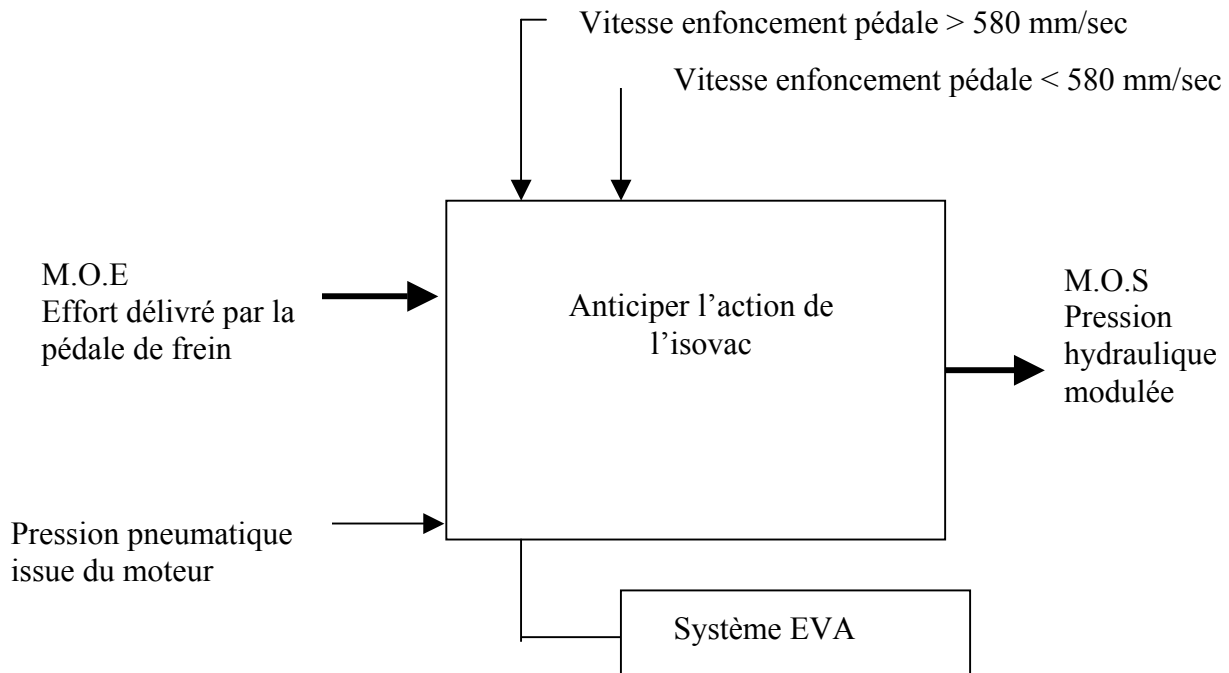 Vitesse enfoncement pédale > 580 mm/sec
Vitesse enfoncement pédale < 580 mm/sec
M.O.E
Effort délivré par la
pédale de frein
Anticiper l’action de
l’isovac
M.O.S
Pression
hydraulique
modulée
Pression pneumatique
issue du moteur
Système EVA